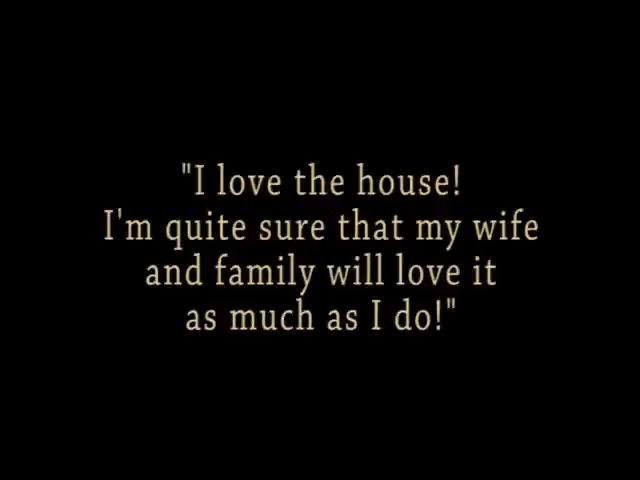 "I love the house!
I'm quite sure that my wife
and family will love it
as much as I do!"